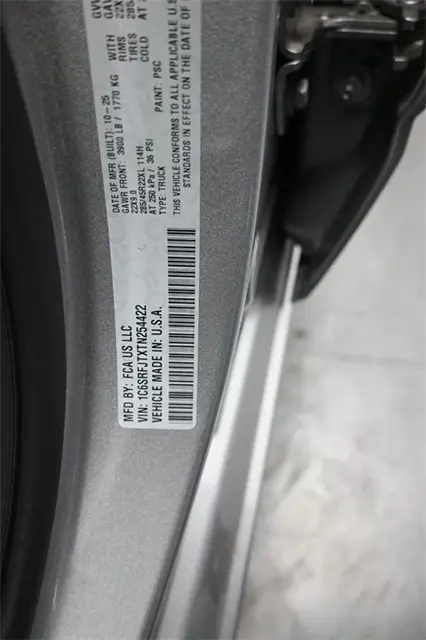 MFD BY: FCA US LLC
DATE OF MFR (BUILT): 10-25
GVW
GAWR FRONT: 3900 LB / 1770 KG
WITH
22X9.0
RIMS
285/45R22XL 114H
TIRES
AT 250 kPa / 36 PSI
COLD
TYPE: TRUCK
PAINT: PSC
THIS VEHICLE CONFORMS TO ALL APPLICABLE U.S
STANDARDS IN EFFECT ON THE DATE OF
VIN: 1C6SRFJTXTN254422
VEHICLE MADE IN: U.S.A.